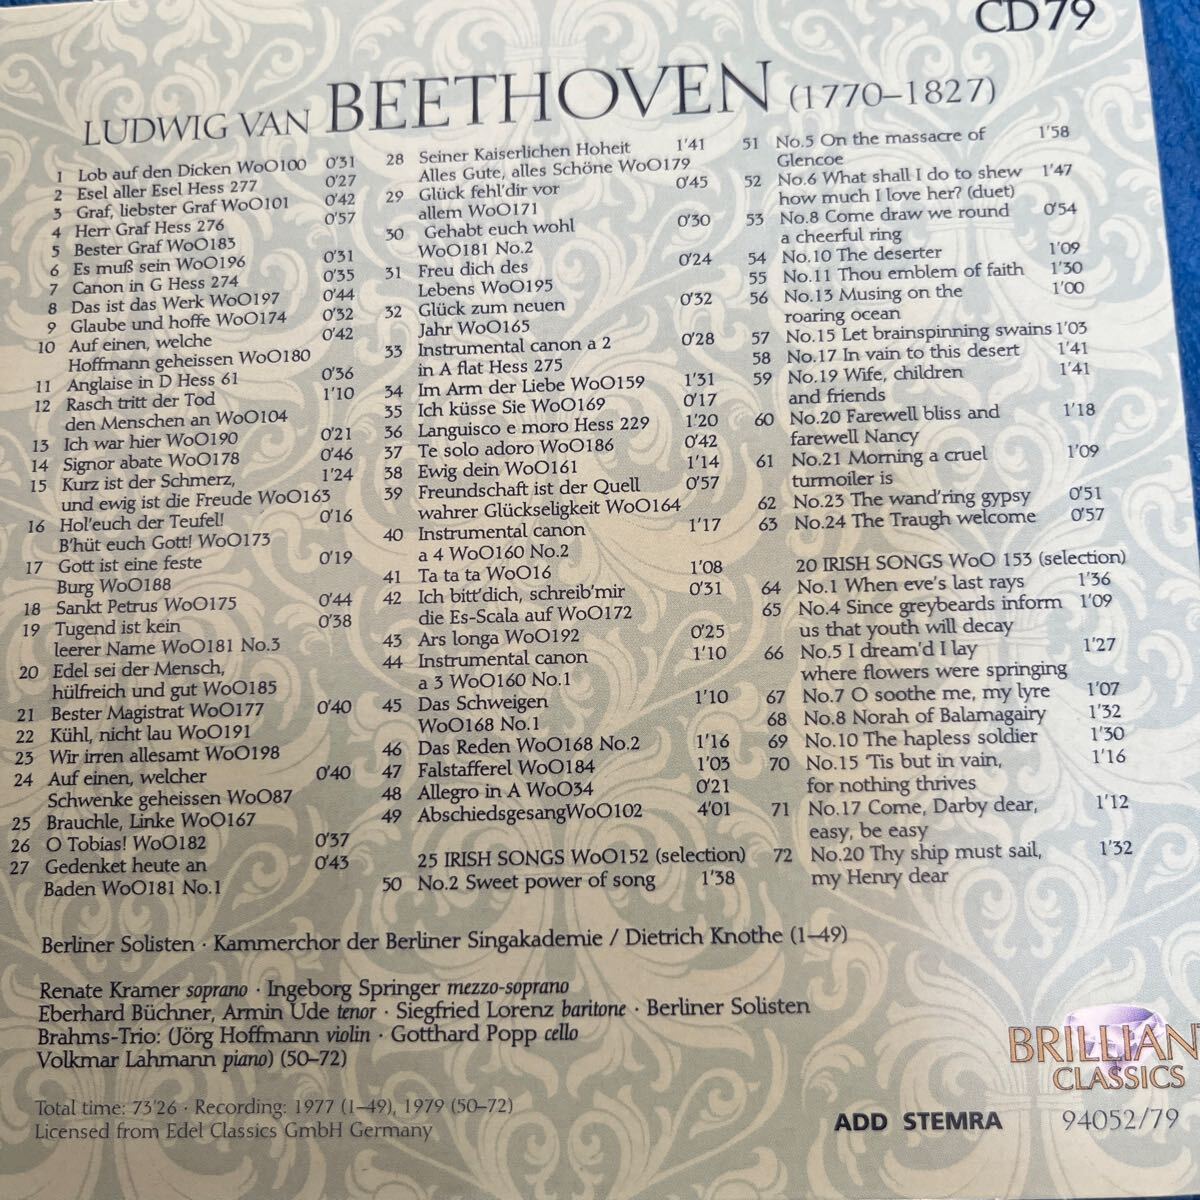 CD79
LUDWIG VAN BEETHOVEN (1770–1827)
1 Lob auf den Dicken WoO100 0'31
2 Esel aller Esel Hess 277 0'27
3 Graf, liebster Graf WoO101 0'42
4 Herr Graf Hess 276 0'57
5 Bester Graf WoO183
6 Es muß sein WoO196 0'31
7 Canon in G Hess 274 0'35
8 Das ist das Werk WoO197 0'44
9 Glaube und hoffe WoO174 0'32
10 Auf einen, welche 0'42
Hoffmann geheissen WoO180
11 Anglaise in D Hess 61 0'36
12 Rasch tritt der Tod 1'10
den Menschen an WoO104
13 Ich war hier WoO190 0'21
14 Signor abate WoO178 0'46
15 Kurz ist der Schmerz, 1'24
und ewig ist die Freude WoO163
16 Hol'euch der Teufel! 0'16
B'hüt euch Gott! WoO173
17 Gott ist eine feste 0'19
Burg WoO188
18 Sankt Petrus WoO175 0'44
19 Tugend ist kein 0'38
leerer Name WoO181 No.3
20 Edel sei der Mensch,
hülfreich und gut WoO185
21 Bester Magistrat WoO177 0'40
22 Kühl, nicht lau WoO191
23 Wir irren allesamt WoO198
24 Auf einen, welcher 0'40
Schwenke geheissen WoO87
25 Brauchle, Linke WoO167
26 O Tobias! WoO182 0'37
27 Gedenket heute an 0'43
Baden WoO181 No.1
28 Seiner Kaiserlichen Hoheit 1'41
Alles Gute, alles Schöne WoO179
29 Glück fehl'dir vor 0'45
allem WoO171
30 Gehabt euch wohl 0'30
WoO181 No.2
31 Freu dich des 0'24
Lebens WoO195
32 Glück zum neuen 0'32
Jahr WoO165
33 Instrumental canon a 2 0'28
in A flat Hess 275
34 Im Arm der Liebe WoO159 1'31
35 Ich küsse Sie WoO169 0'17
36 Languisco e moro Hess 229 1'20
37 Te solo adoro WoO186 0'42
38 Ewig dein WoO161 1'14
39 Freundschaft ist der Quell 0'57
wahrer Glückseligkeit WoO164
40 Instrumental canon 1'17
a 4 WoO160 No.2
41 Ta ta ta WoO16 1'08
42 Ich bitt'dich, schreib'mir 0'31
die Es-Scala auf WoO172
43 Ars longa WoO192 0'25
44 Instrumental canon 1'10
a 3 WoO160 No.1
45 Das Schweigen 1'10
WoO168 No.1
46 Das Reden WoO168 No.2 1'16
47 Falstafferel WoO184 1'03
48 Allegro in A WoO34 0'21
49 AbschiedsgesangWoO102 4'01
25 IRISH SONGS WoO152 (selection)
50 No.2 Sweet power of song 1'38
51 No.5 On the massacre of 1'58
Glencoe
52 No.6 What shall I do to shew 1'47
how much I love her? (duet)
53 No.8 Come draw we round 0'54
a cheerful ring
54 No.10 The deserter 1'09
55 No.11 Thou emblem of faith 1'30
56 No.13 Musing on the 1'00
roaring ocean
57 No.15 Let brainspinning swains 1'03
58 No.17 In vain to this desert 1'41
59 No.19 Wife, children 1'41
and friends
60 No.20 Farewell bliss and 1'18
farewell Nancy
61 No.21 Morning a cruel 1'09
turmoiler is
62 No.23 The wand'ring gypsy 0'51
63 No.24 The Traugh welcome 0'57
20 IRISH SONGS WoO 153 (selection)
64 No.1 When eve's last rays 1'36
65 No.4 Since greybeards inform 1'09
us that youth will decay
66 No.5 I dream'd I lay 1'27
where flowers were springing
67 No.7 O soothe me, my lyre 1'07
68 No.8 Norah of Balamagairy 1'32
69 No.10 The hapless soldier 1'30
70 No.15 'Tis but in vain, 1'16
for nothing thrives
71 No.17 Come, Darby dear, 1'12
easy, be easy
72 No.20 Thy ship must sail, 1'32
my Henry dear
Berliner Solisten · Kammerchor der Berliner Singakademie / Dietrich Knothe (1–49)
Renate Kramer soprano · Ingeborg Springer mezzo-soprano
Eberhard Büchner, Armin Ude tenor · Siegfried Lorenz baritone · Berliner Solisten
Brahms-Trio: (Jörg Hoffmann violin · Gotthard Popp cello
Volkmar Lahmann piano) (50–72)
Total time: 73'26 · Recording: 1977 (1–49), 1979 (50–72)
Licensed from Edel Classics GmbH Germany
BRILLIAN
CLASSICS
ADD STEMRA 94052/79